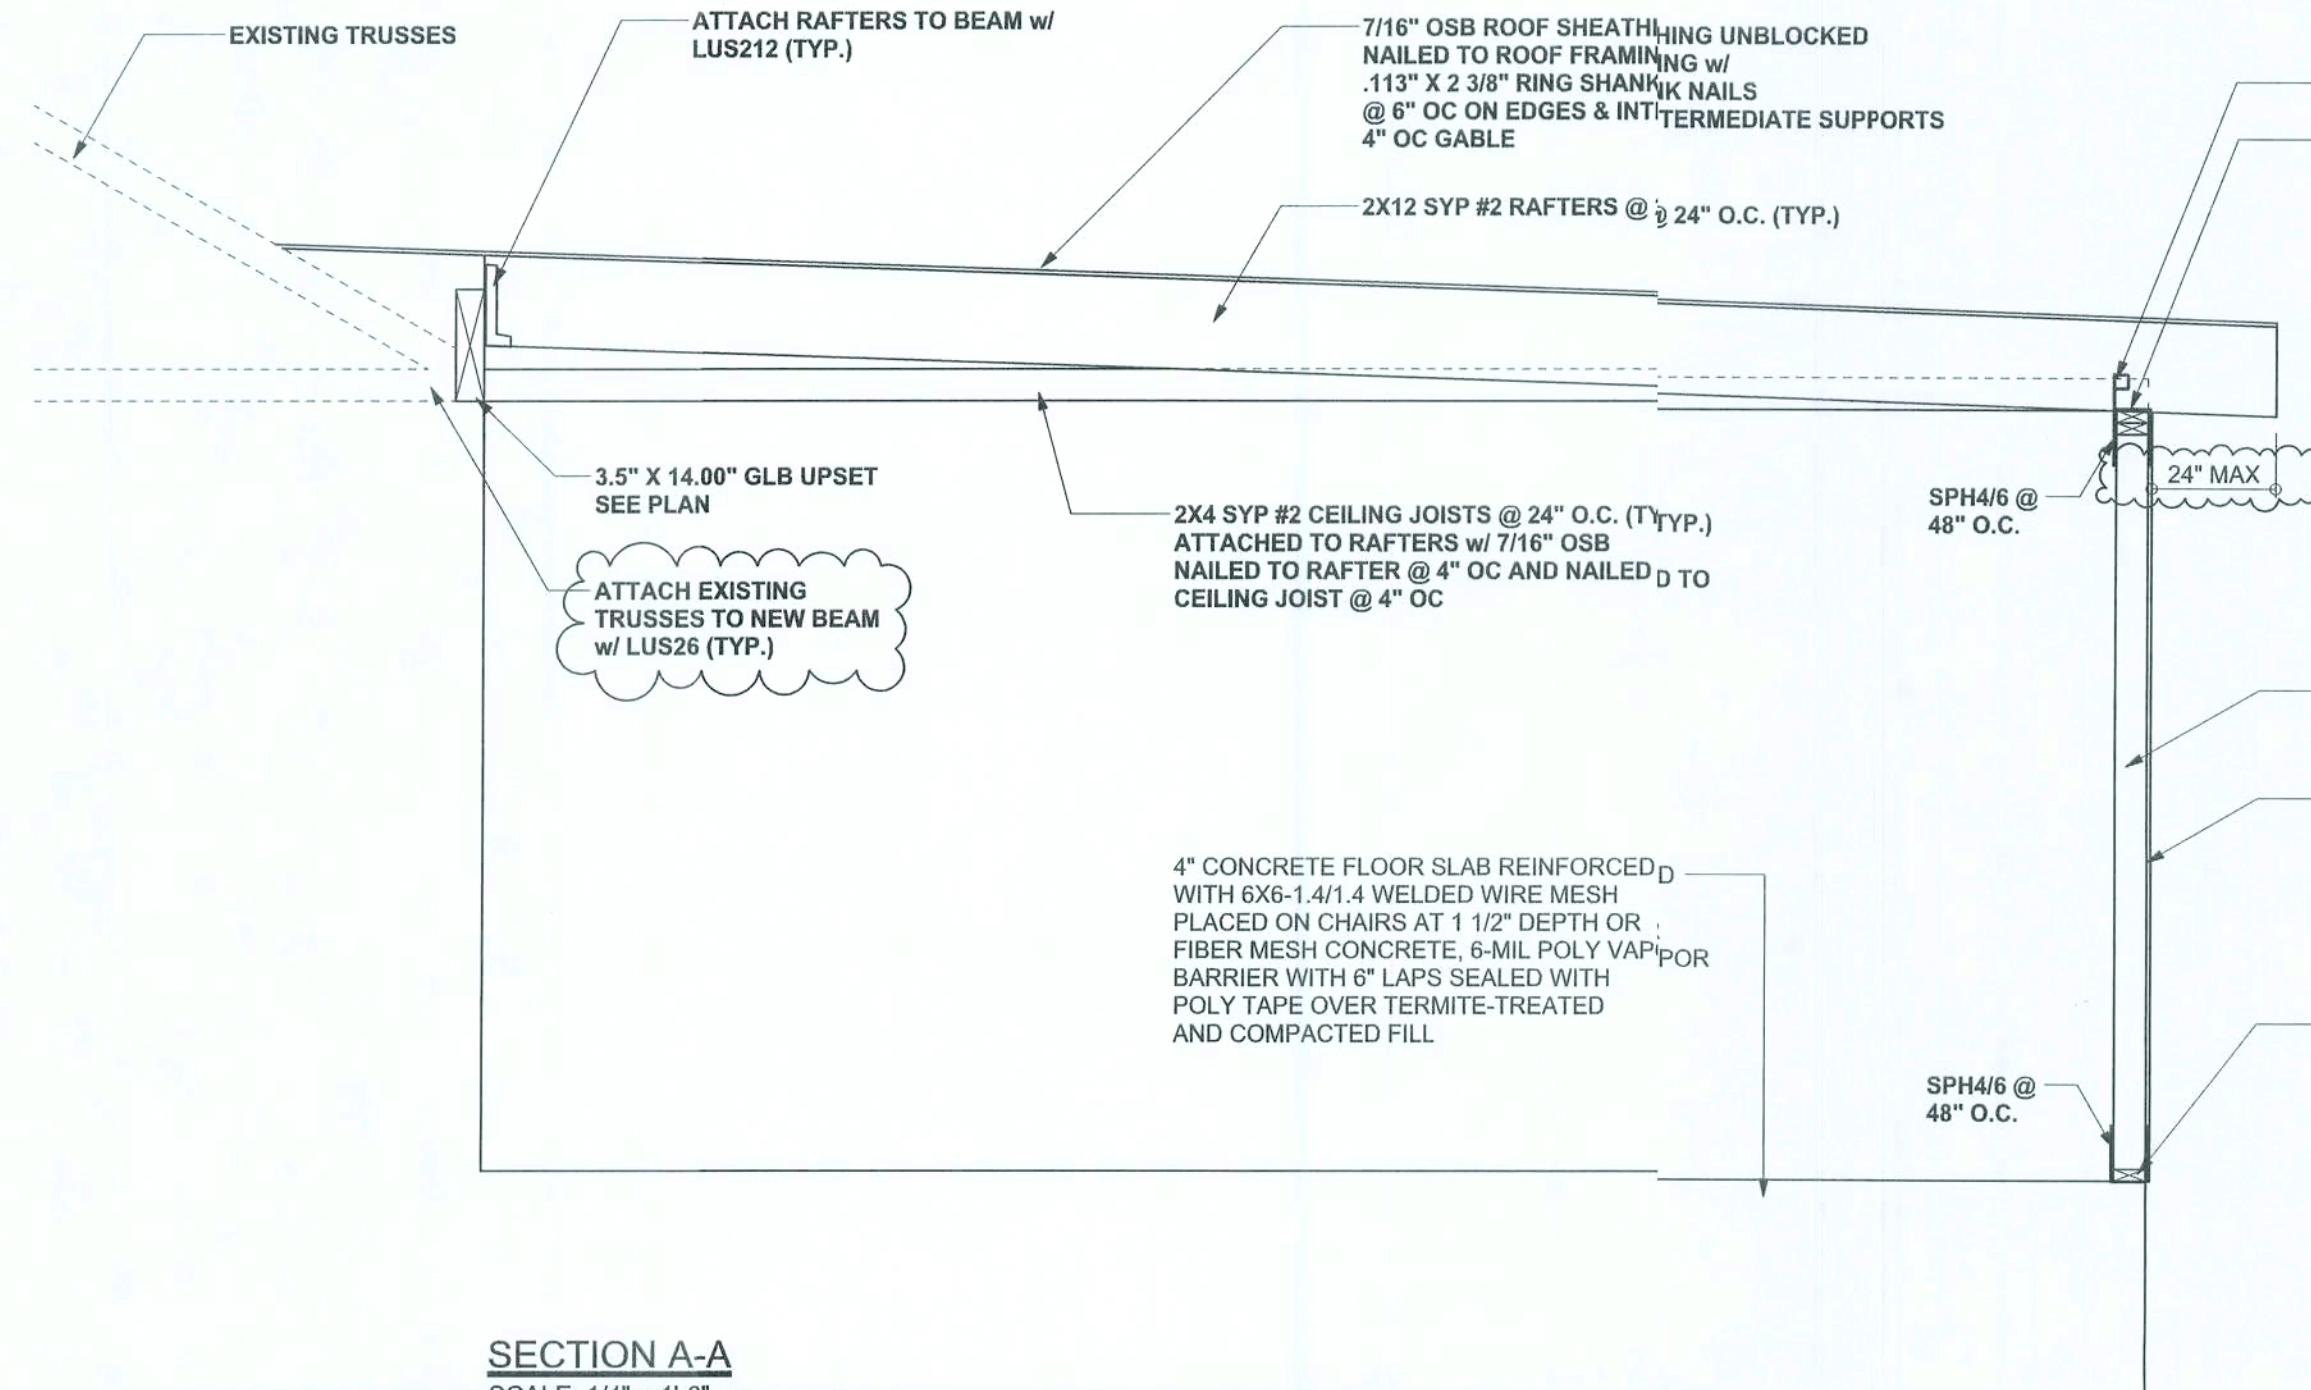 EXISTING TRUSSES
ATTACH RAFTERS TO BEAM w/
LUS212 (TYP.)
7/16" OSB ROOF SHEATHING UNBLOCKED
NAILED TO ROOF FRAMING w/
.113" X 2 3/8" RING SHANK NAILS
@ 6" OC ON EDGES & INTERMEDIATE SUPPORTS
4" OC GABLE
2X12 SYP #2 RAFTERS @ 24" O.C. (TYP.)
3.5" X 14.00" GLB UPSET
SEE PLAN
ATTACH EXISTING
TRUSSES TO NEW BEAM
w/ LUS26 (TYP.)
2X4 SYP #2 CEILING JOISTS @ 24" O.C. (TYP.)
ATTACHED TO RAFTERS w/ 7/16" OSB
NAILED TO RAFTER @ 4" OC AND NAILED TO
CEILING JOIST @ 4" OC
SPH4/6 @
48" O.C.
24" MAX
4" CONCRETE FLOOR SLAB REINFORCED
WITH 6X6-1.4/1.4 WELDED WIRE MESH
PLACED ON CHAIRS AT 1 1/2" DEPTH OR
FIBER MESH CONCRETE, 6-MIL POLY VAPOR
BARRIER WITH 6" LAPS SEALED WITH
POLY TAPE OVER TERMITE-TREATED
AND COMPACTED FILL
SPH4/6 @
48" O.C.
SECTION A-A